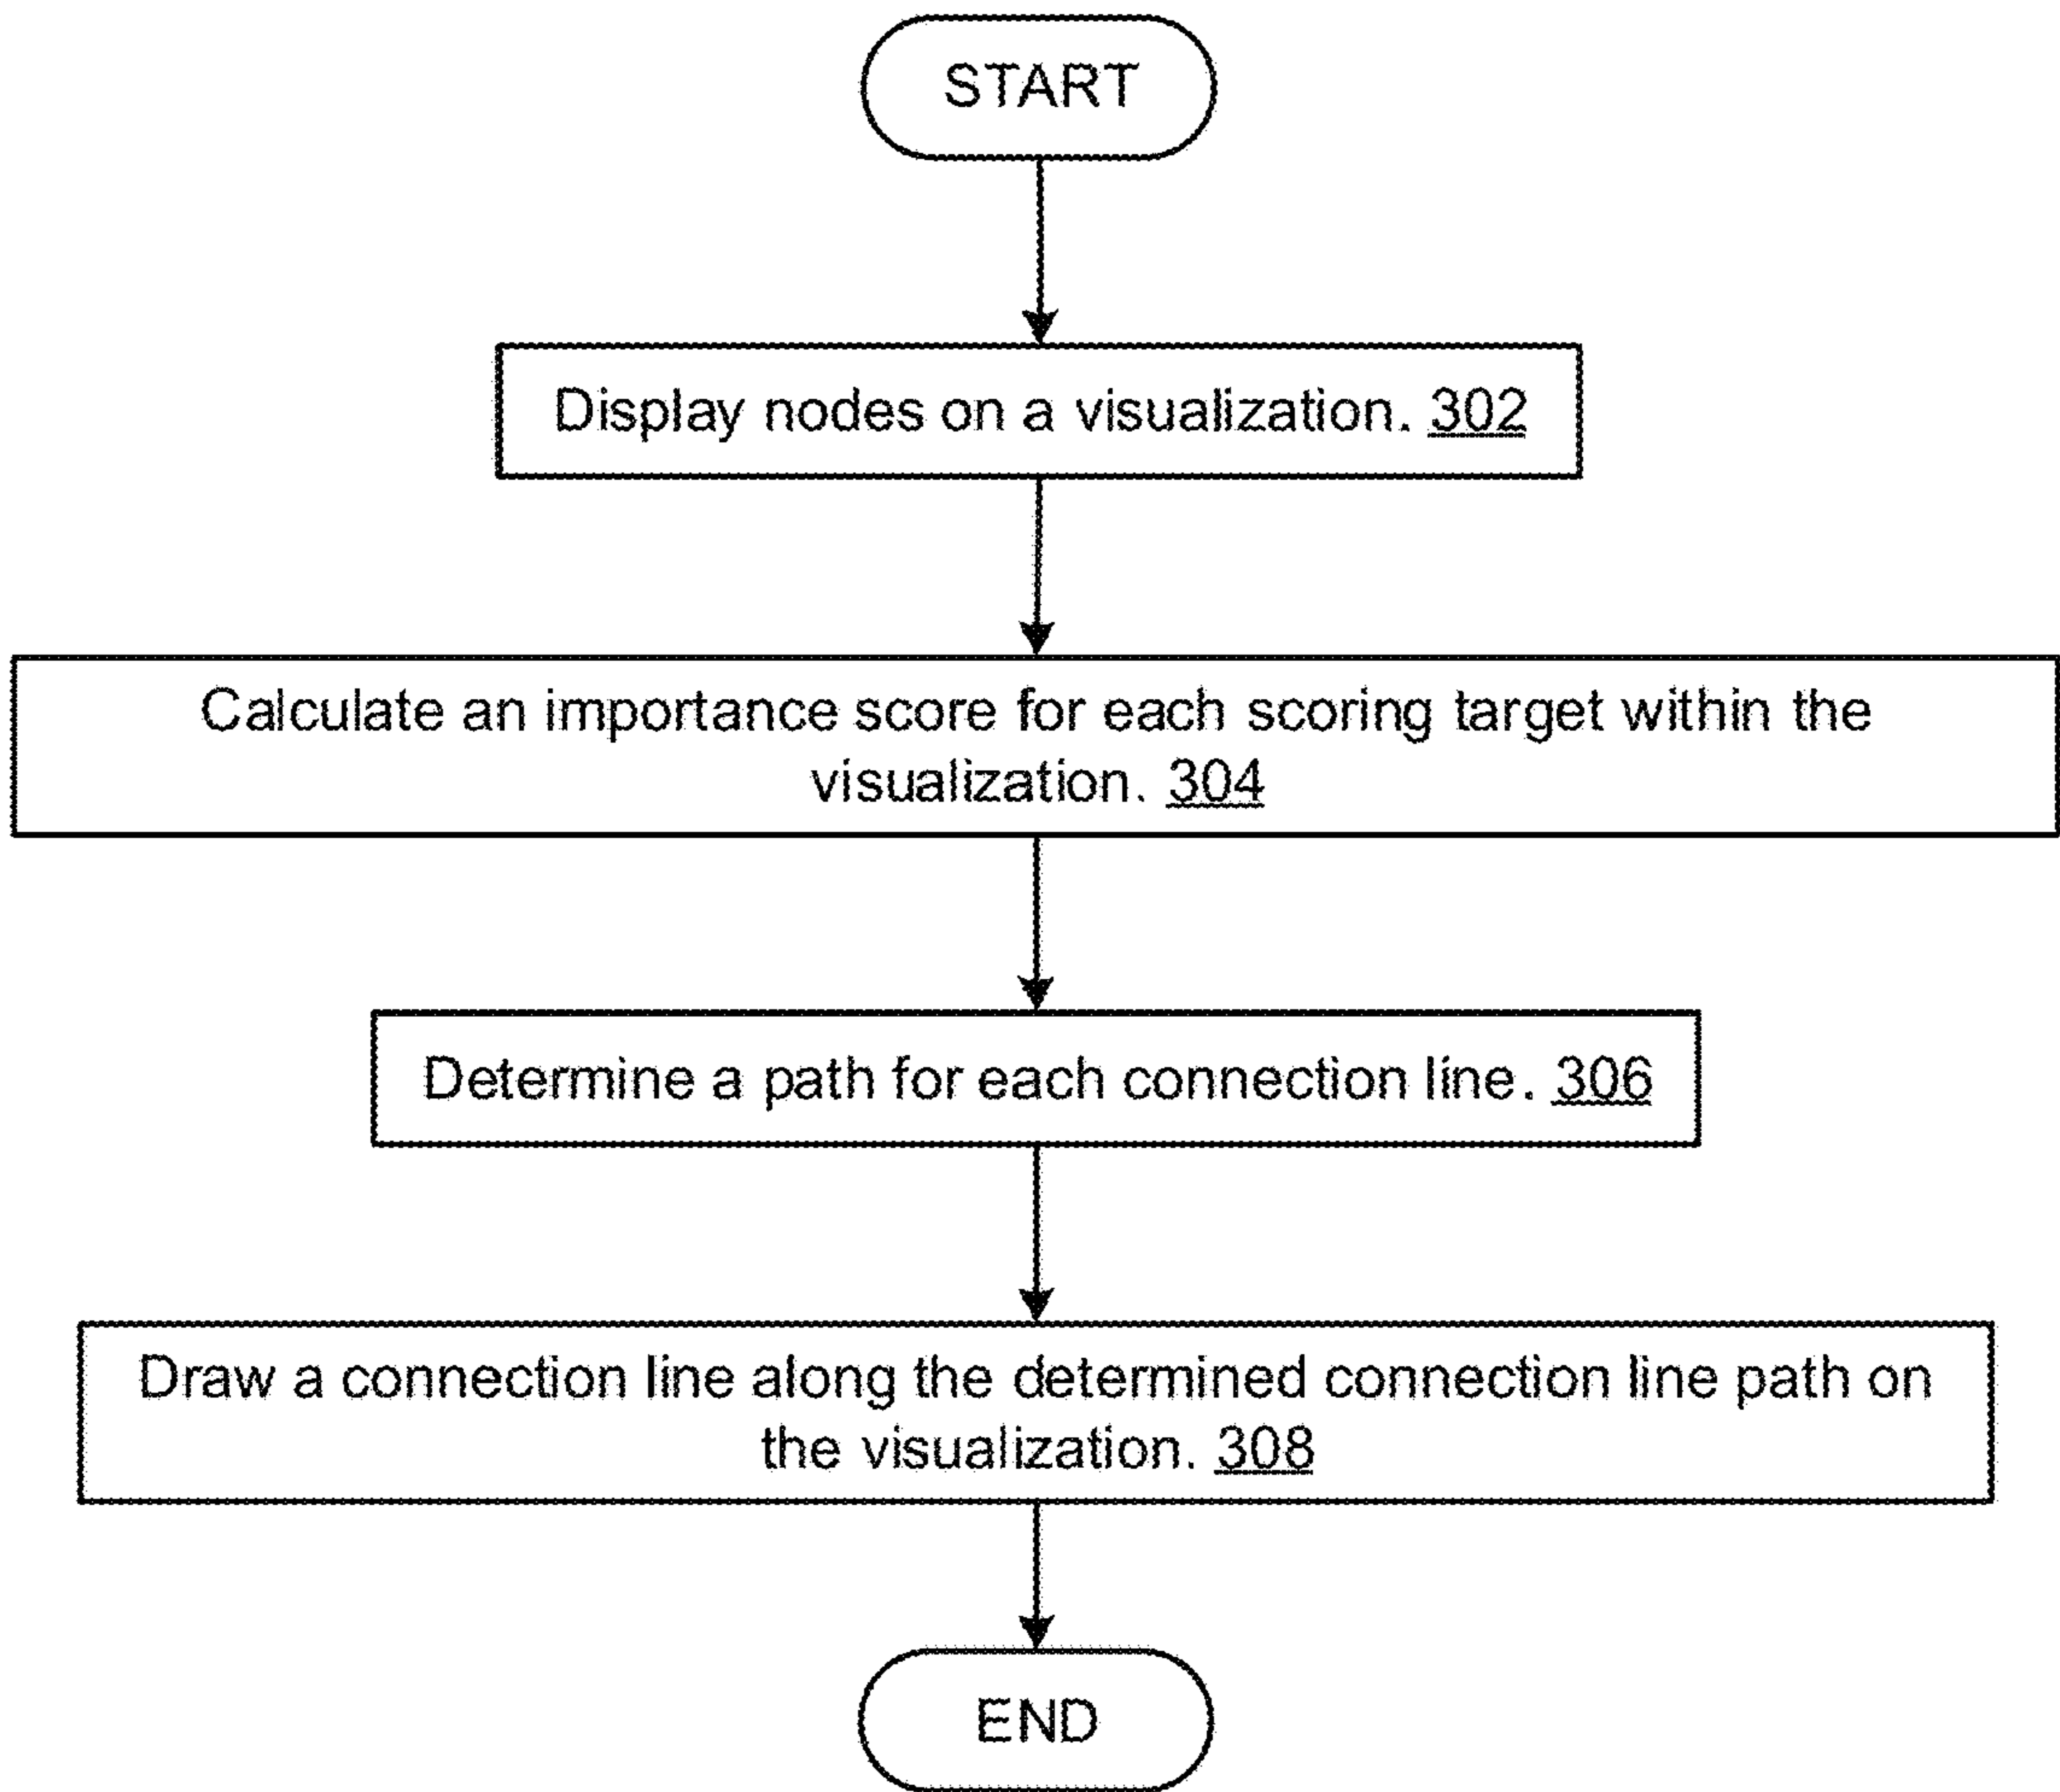 START
Display nodes on a visualization. 302
Calculate an importance score for each scoring target within the
visualization. 304
Determine a path for each connection line. 306
Draw a connection line along the determined connection line path on
the visualization. 308
END